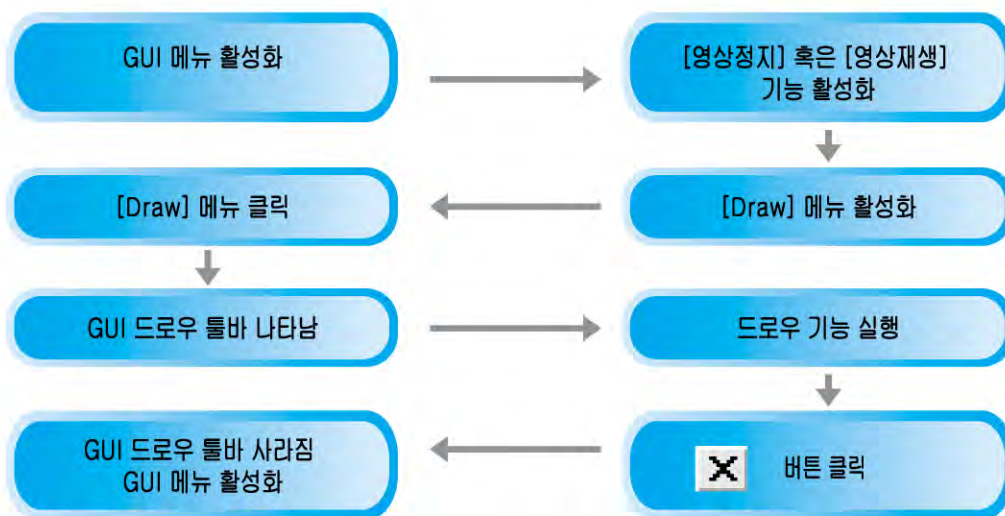 GUI 메뉴 활성화
[영상정지] 혹은 [영상재생]
기능 활성화
[Draw] 메뉴 활성화
[Draw] 메뉴 클릭
GUI 드로우 툴바 나타남
드로우 기능 실행
X 버튼 클릭
GUI 드로우 툴바 사라짐
GUI 메뉴 활성화